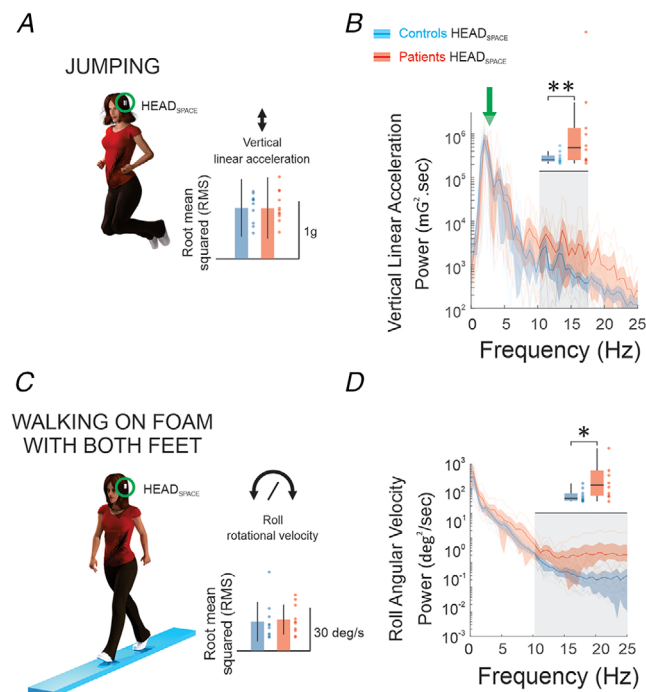 A
JUMPING
HEADSPACE
Vertical
linear acceleration
Root mean
squared (RMS)
1g
B
Controls HEADSPACE
Patients HEADSPACE
**
Vertical Linear Acceleration
Power (mG².sec)
10⁶
10⁵
10⁴
10³
10²
0 5 10 15 20 25
Frequency (Hz)
C
WALKING ON FOAM
WITH BOTH FEET
HEADSPACE
Roll
rotational velocity
Root mean
squared (RMS)
30 deg/s
D
*
Roll Angular Velocity
Power (deg²/sec)
10³
10²
10¹
10⁰
10⁻¹
10⁻²
10⁻³
0 5 10 15 20 25
Frequency (Hz)